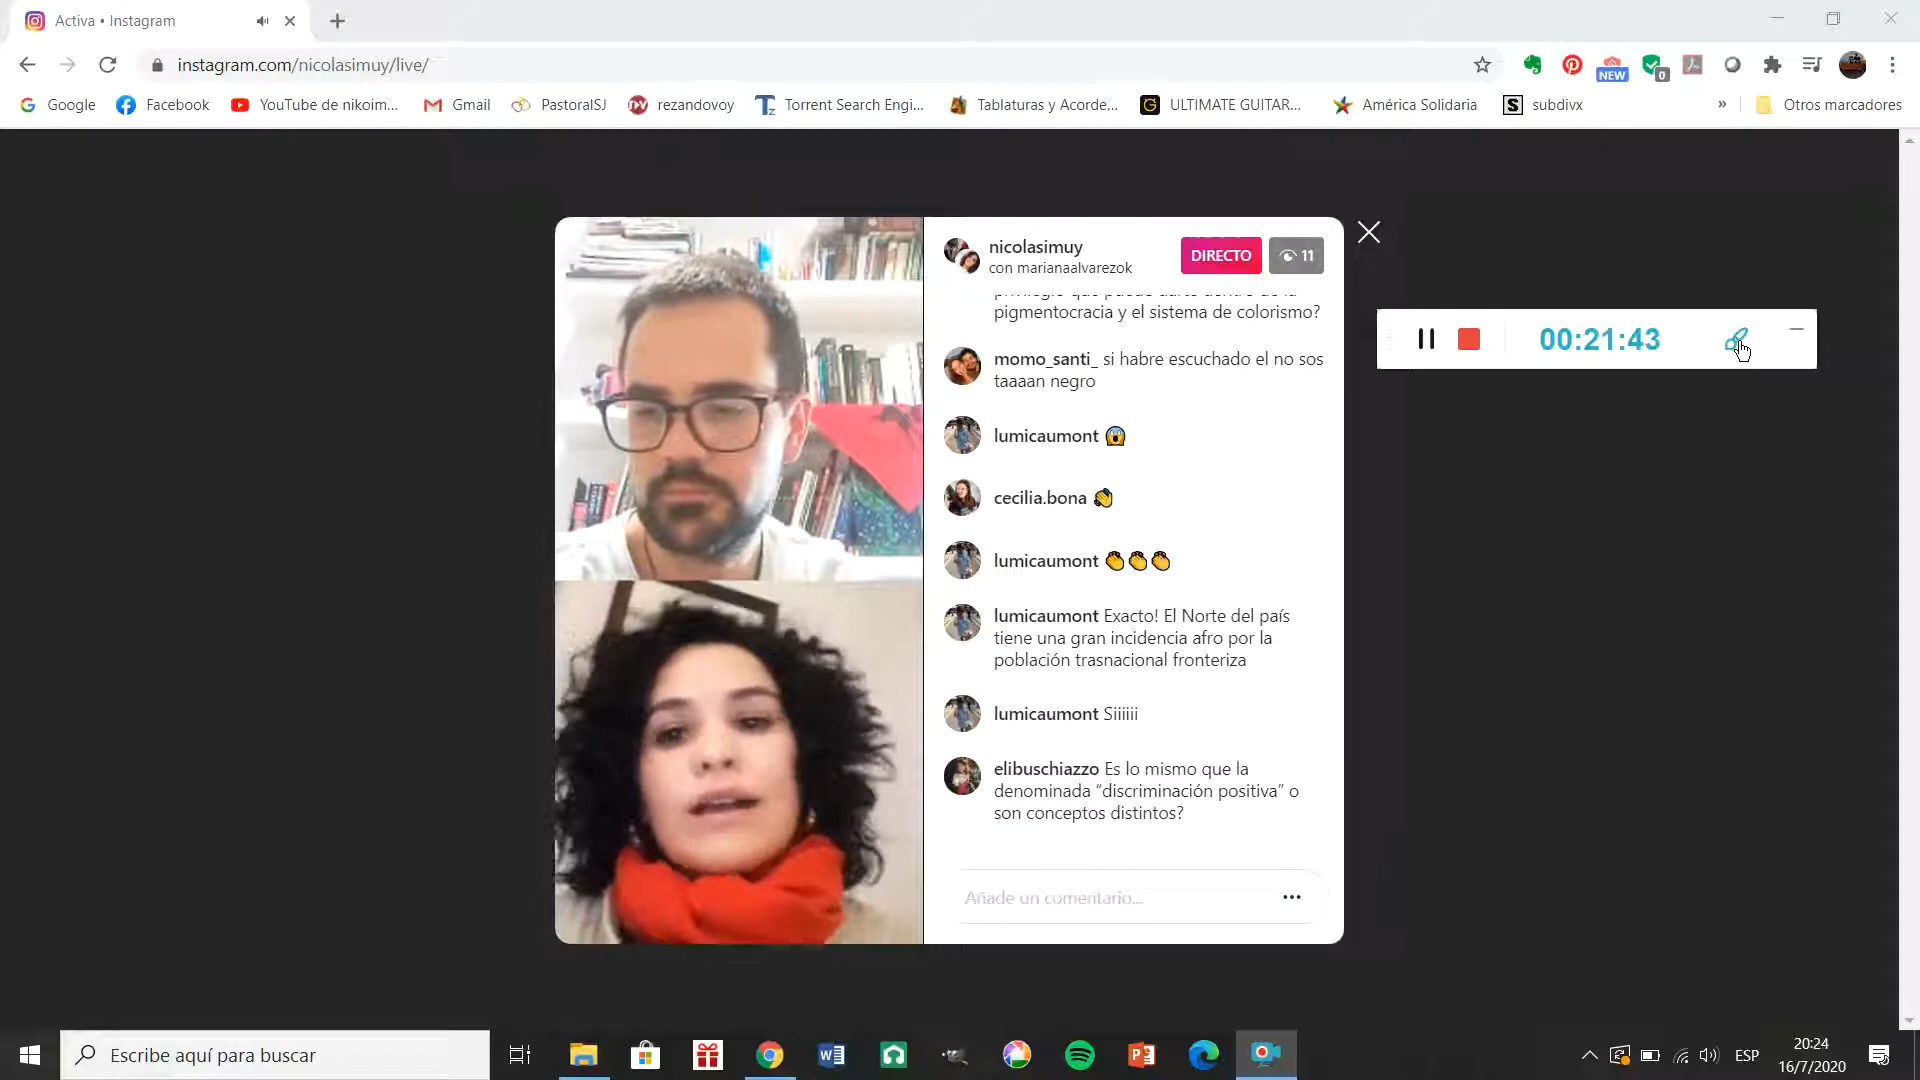 Activa • Instagram
instagram.com/nicolasimuy/live/
NEW
0
Google
Facebook
YouTube de nikoim...
Gmail
PastoralSJ
rezandovoy
Torrent Search Engi...
Tablaturas y Acorde...
ULTIMATE GUITAR...
América Solidaria
subdivx
»
Otros marcadores
nicolasimuy
con marianaalvarezok
DIRECTO
11
pigmentocracia y el sistema de colorismo?
momo_santi_ si habre escuchado el no sos
taaaan negro
lumicaumont 😱
cecilia.bona 👏
lumicaumont 👏👏👏
lumicaumont Exacto! El Norte del país
tiene una gran incidencia afro por la
población trasnacional fronteriza
lumicaumont Siiiiii
elibuschiazzo Es lo mismo que la
denominada “discriminación positiva” o
son conceptos distintos?
Añade un comentario...
00:21:43
Escribe aquí para buscar
ESP
20:24
16/7/2020